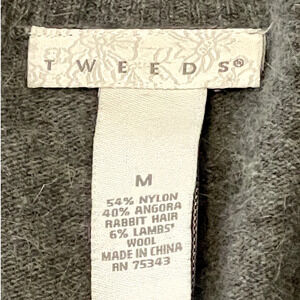 TWEEDS®
M
54% NYLON
40% ANGORA
RABBIT HAIR
6% LAMBS'
WOOL
MADE IN CHINA
RN 75343